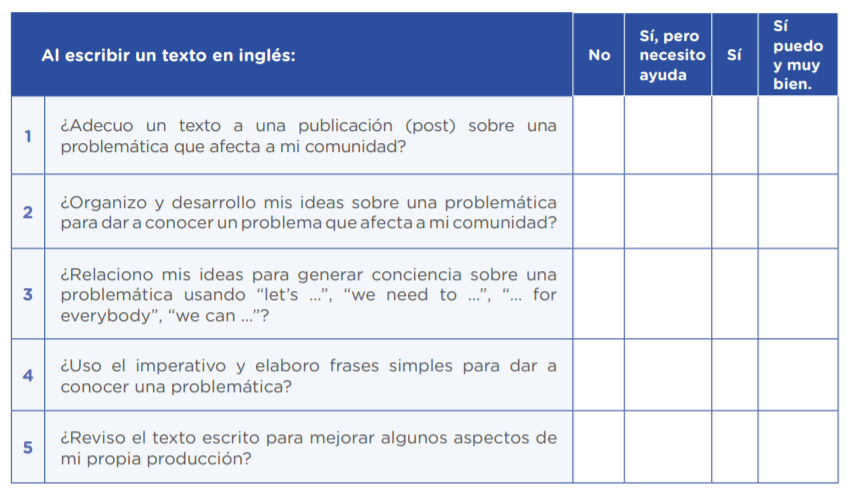 Al escribir un texto en inglés:
No
Sí, pero
necesito
ayuda
Sí
Sí
puedo
y muy
bien.
1
¿Adecuo un texto a una publicación (post) sobre una
problemática que afecta a mi comunidad?
2
¿Organizo y desarrollo mis ideas sobre una problemática
para dar a conocer un problema que afecta a mi comunidad?
3
¿Relaciono mis ideas para generar conciencia sobre una
problemática usando “let’s ...”, “we need to ...”, “... for
everybody”, “we can ...”?
4
¿Uso el imperativo y elaboro frases simples para dar a
conocer una problemática?
5
¿Reviso el texto escrito para mejorar algunos aspectos de
mi propia producción?